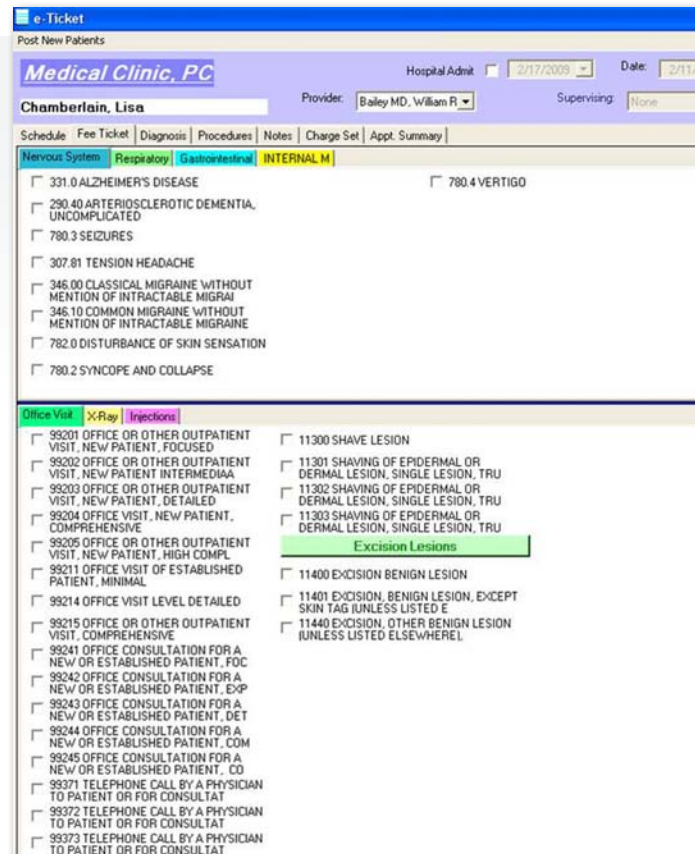 e-Ticket
Post New Patients
Medical Clinic, PC
Hospital Admit
2/17/2009
Date:
2/11/
Chamberlain, Lisa
Provider:
Bailey MD, William R
Supervising:
None
Schedule Fee Ticket Diagnosis Procedures Notes Charge Set Appt. Summary
Nervous System Respiratory Gastrointestinal INTERNAL M
331.0 ALZHEIMER'S DISEASE
290.40 ARTERIOSCLEROTIC DEMENTIA,
UNCOMPLICATED
780.3 SEIZURES
307.81 TENSION HEADACHE
346.00 CLASSICAL MIGRAINE WITHOUT
MENTION OF INTRACTABLE MIGRAI
346.10 COMMON MIGRAINE WITHOUT
MENTION OF INTRACTABLE MIGRAINE
782.0 DISTURBANCE OF SKIN SENSATION
780.2 SYNCOPE AND COLLAPSE
780.4 VERTIGO
Office Visit X-Ray Injections
99201 OFFICE OR OTHER OUTPATIENT
VISIT, NEW PATIENT, FOCUSED
99202 OFFICE OR OTHER OUTPATIENT
VISIT, NEW PATIENT INTERMEDIAA
99203 OFFICE OR OTHER OUTPATIENT
VISIT, NEW PATIENT, DETAILED
99204 OFFICE VISIT, NEW PATIENT,
COMPREHENSIVE
99205 OFFICE OR OTHER OUTPATIENT
VISIT, NEW PATIENT, HIGH COMPL
99211 OFFICE VISIT OF ESTABLISHED
PATIENT, MINIMAL
99214 OFFICE VISIT LEVEL DETAILED
99215 OFFICE OR OTHER OUTPATIENT
VISIT, COMPREHENSIVE
99241 OFFICE CONSULTATION FOR A
NEW OR ESTABLISHED PATIENT, FOC
99242 OFFICE CONSULTATION FOR A
NEW OR ESTABLISHED PATIENT, EXP
99243 OFFICE CONSULTATION FOR A
NEW OR ESTABLISHED PATIENT, DET
99244 OFFICE CONSULTATION FOR A
NEW OR ESTABLISHED PATIENT, COM
99245 OFFICE CONSULTATION FOR A
NEW OR ESTABLISHED PATIENT, CO
99371 TELEPHONE CALL BY A PHYSICIAN
TO PATIENT OR FOR CONSULTAT
99372 TELEPHONE CALL BY A PHYSICIAN
TO PATIENT OR FOR CONSULTAT
99373 TELEPHONE CALL BY A PHYSICIAN
TO PATIENT OR FOR CONSULTAT
11300 SHAVE LESION
11301 SHAVING OF EPIDERMAL OR
DERMAL LESION, SINGLE LESION, TRU
11302 SHAVING OF EPIDERMAL OR
DERMAL LESION, SINGLE LESION, TRU
11303 SHAVING OF EPIDERMAL OR
DERMAL LESION, SINGLE LESION, TRU
Excision Lesions
11400 EXCISION BENIGN LESION
11401 EXCISION, BENIGN LESION, EXCEPT
SKIN TAG (UNLESS LISTED E
11440 EXCISION, OTHER BENIGN LESION
(UNLESS LISTED ELSEWHERE),